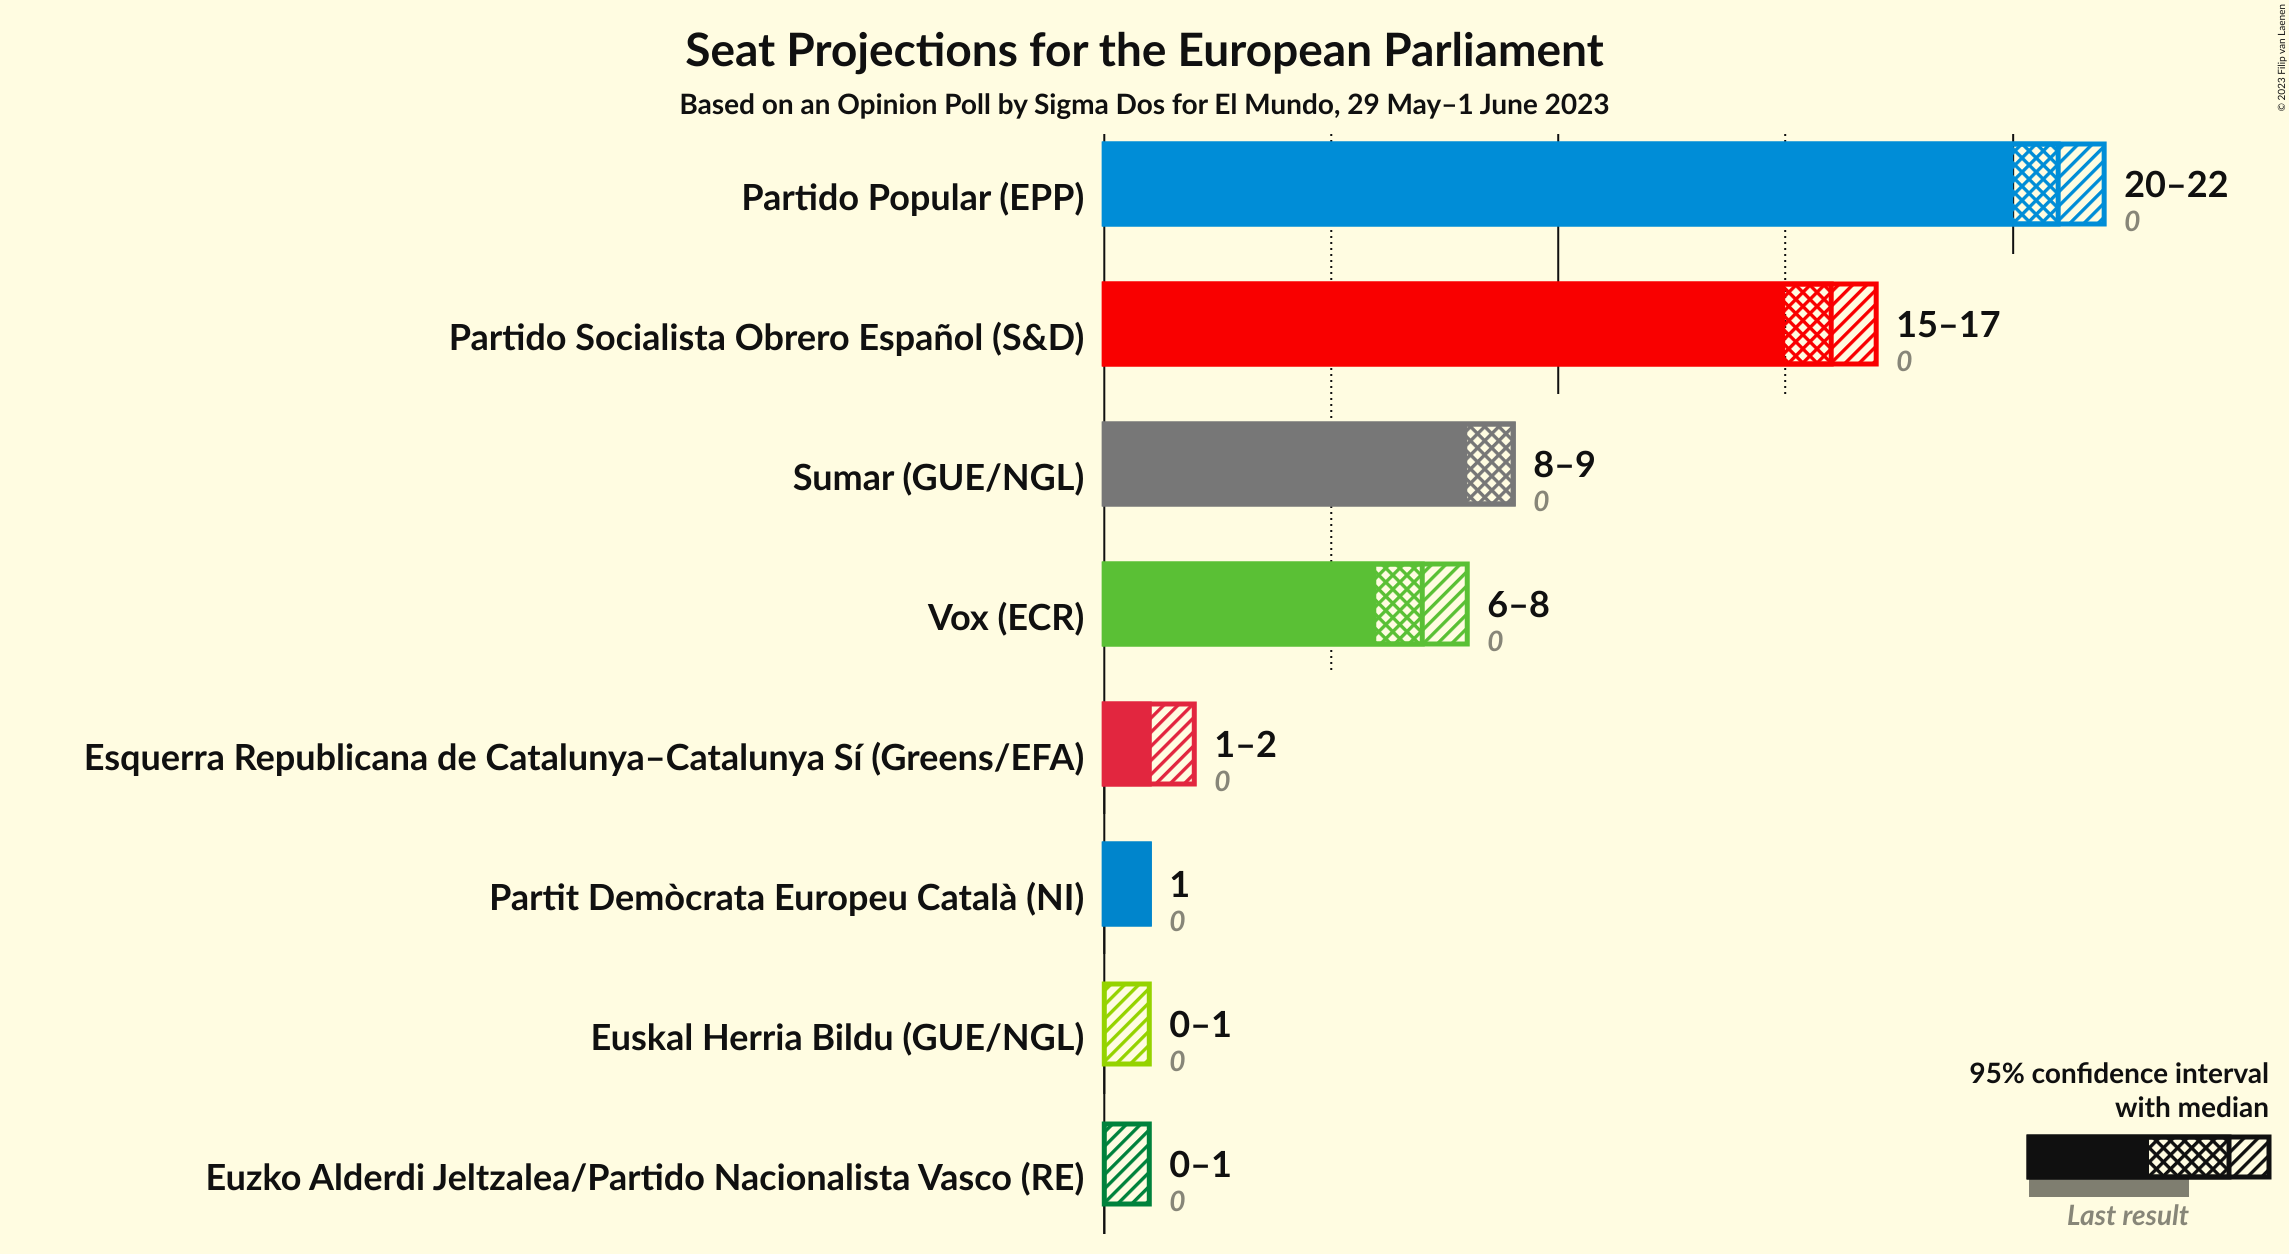 Seat Projections for the European Parliament
Based on an Opinion Poll by Sigma Dos for El Mundo, 29 May–1 June 2023
© 2023 Filip van Laenen
Partido Popular (EPP)
20–22
0
Partido Socialista Obrero Español (S&D)
15–17
0
Sumar (GUE/NGL)
8–9
0
Vox (ECR)
6–8
0
Esquerra Republicana de Catalunya–Catalunya Sí (Greens/EFA)
1–2
0
Partit Demòcrata Europeu Català (NI)
1
0
Euskal Herria Bildu (GUE/NGL)
0–1
0
Euzko Alderdi Jeltzalea/Partido Nacionalista Vasco (RE)
0–1
0
95% confidence interval
with median
Last result